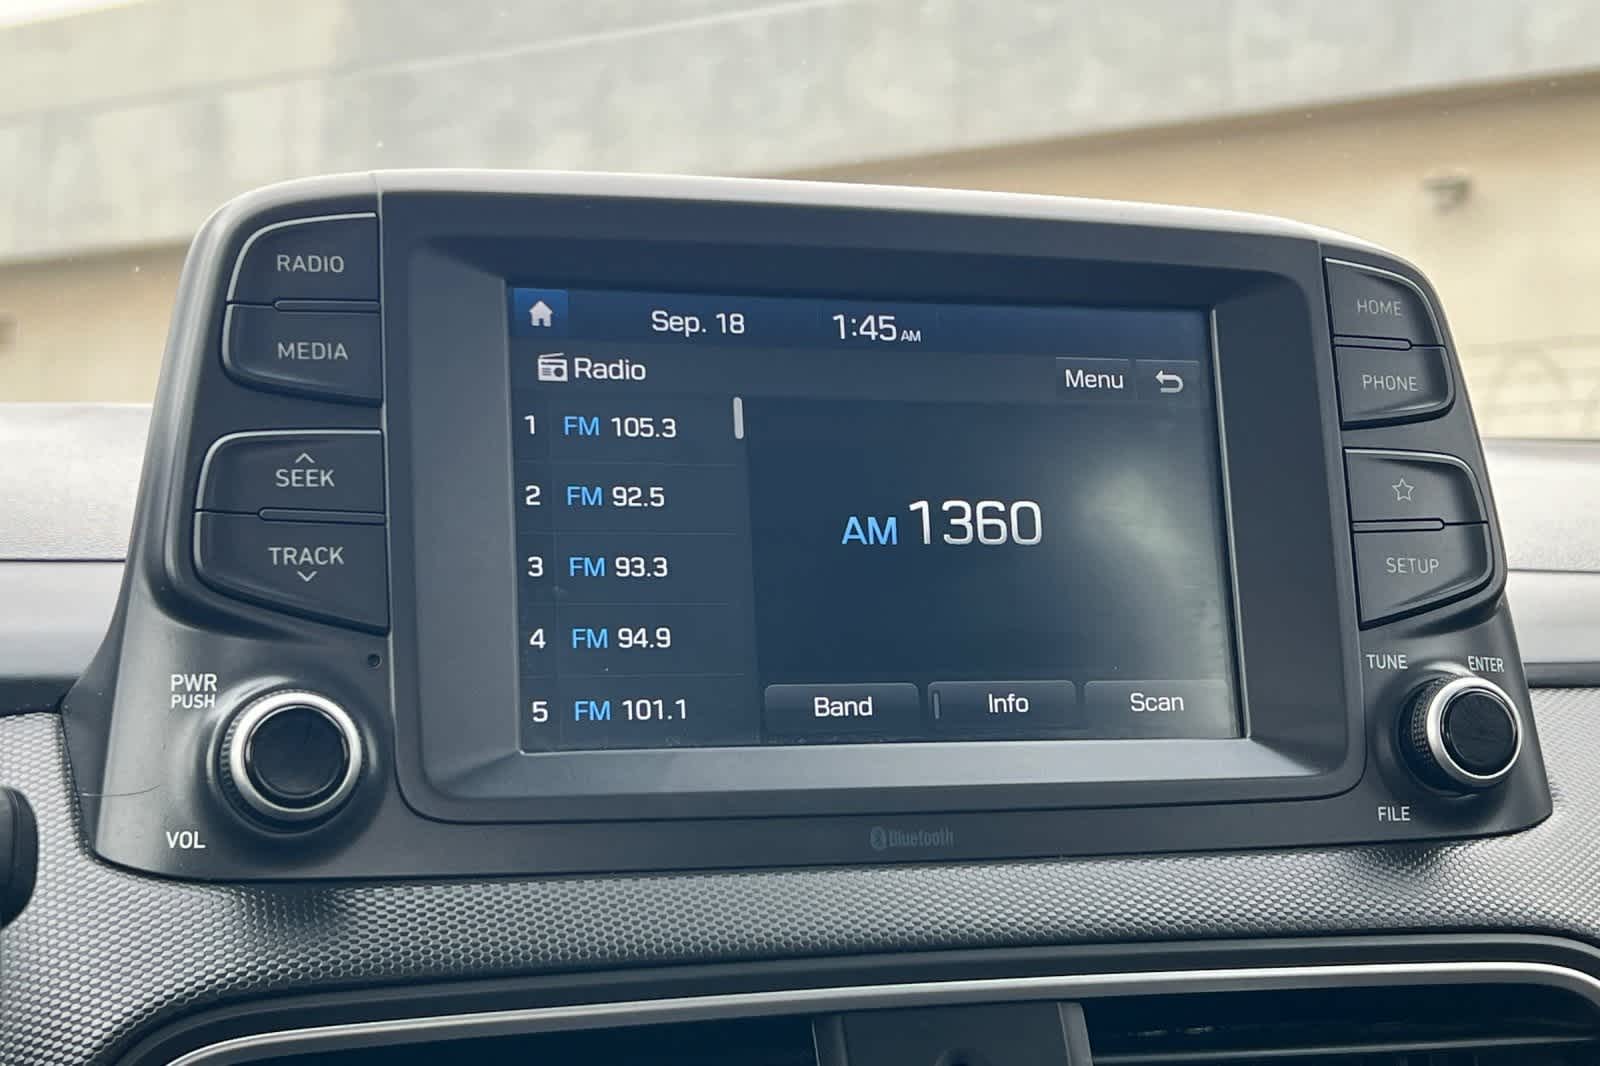 RADIO
MEDIA
SEEK
TRACK
PWR
PUSH
VOL
Sep. 18 1:45 AM
Radio
Menu
1 FM 105.3
2 FM 92.5
3 FM 93.3
4 FM 94.9
5 FM 101.1
AM 1360
Band Info Scan
Bluetooth
HOME
PHONE
SETUP
TUNE ENTER
FILE